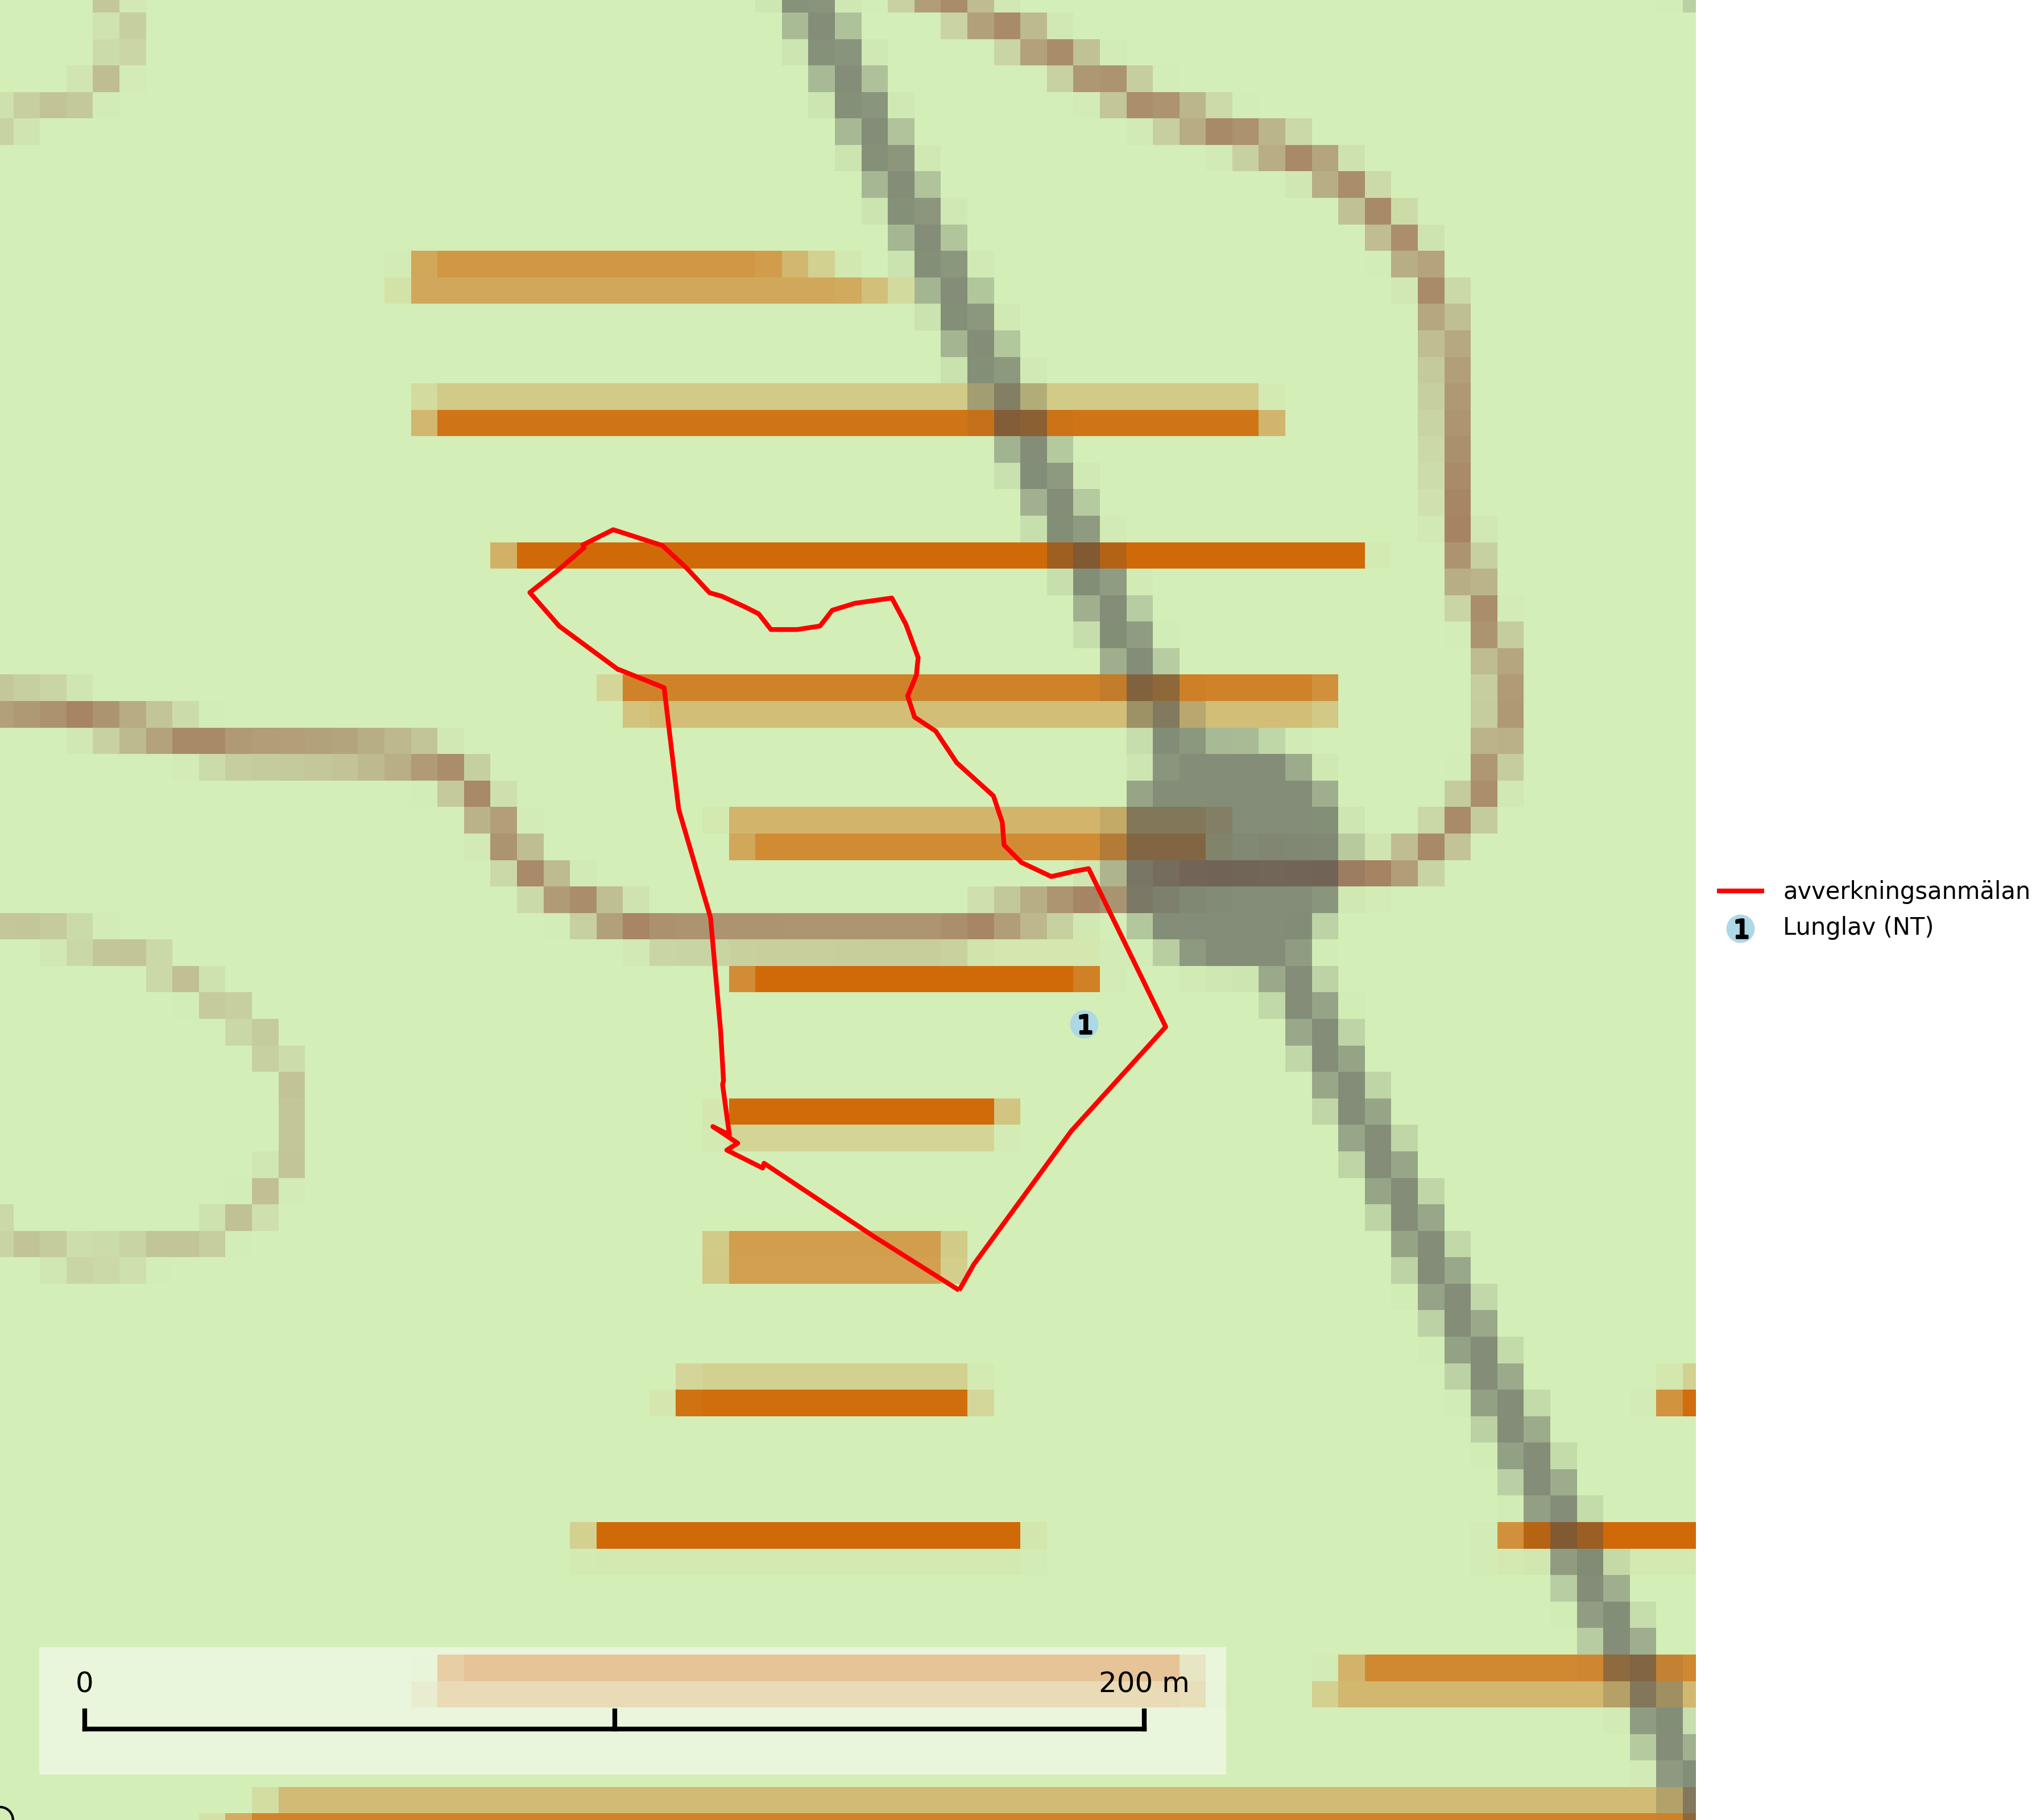 avverkningsanmälan
1 Lunglav (NT)
1
0 200 m